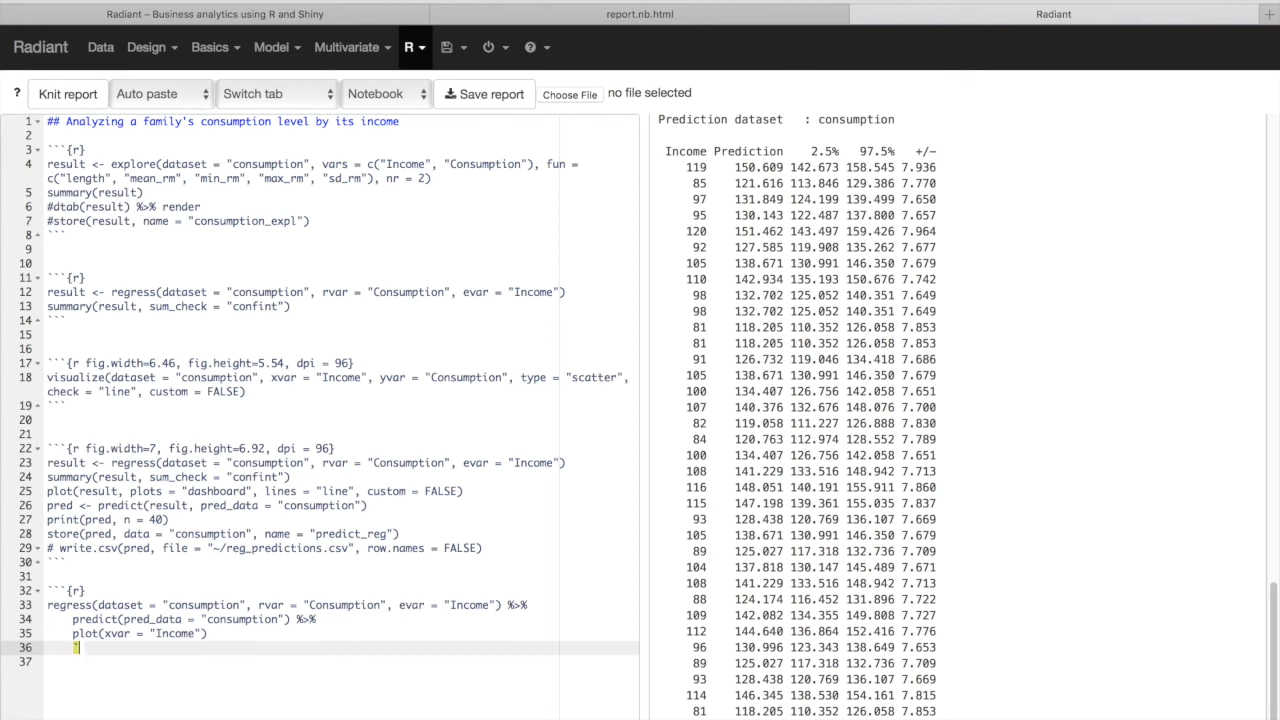 Radiant – Business analytics using R and Shiny
report.nb.html
Radiant
+
Radiant Data Design Basics Model Multivariate R
? Knit report Auto paste Switch tab Notebook Save report Choose File no file selected
1 ## Analyzing a family's consumption level by its income
2
3 ```{r}
4 result <- explore(dataset = "consumption", vars = c("Income", "Consumption"), fun =
c("length", "mean_rm", "min_rm", "max_rm", "sd_rm"), nr = 2)
5 summary(result)
6 #dtab(result) %>% render
7 #store(result, name = "consumption_expl")
8 ```
9
10
11 ```{r}
12 result <- regress(dataset = "consumption", rvar = "Consumption", evar = "Income")
13 summary(result, sum_check = "confint")
14 ```
15
16
17 ```{r fig.width=6.46, fig.height=5.54, dpi = 96}
18 visualize(dataset = "consumption", xvar = "Income", yvar = "Consumption", type = "scatter",
check = "line", custom = FALSE)
19 ```
20
21
22 ```{r fig.width=7, fig.height=6.92, dpi = 96}
23 result <- regress(dataset = "consumption", rvar = "Consumption", evar = "Income")
24 summary(result, sum_check = "confint")
25 plot(result, plots = "dashboard", lines = "line", custom = FALSE)
26 pred <- predict(result, pred_data = "consumption")
27 print(pred, n = 40)
28 store(pred, data = "consumption", name = "predict_reg")
29 # write.csv(pred, file = "~/reg_predictions.csv", row.names = FALSE)
30 ```
31
32 ```{r}
33 regress(dataset = "consumption", rvar = "Consumption", evar = "Income") %>%
34 predict(pred_data = "consumption") %>%
35 plot(xvar = "Income")
36 `
37
Prediction dataset : consumption
Income Prediction 2.5% 97.5% +/-
119 150.609 142.673 158.545 7.936
85 121.616 113.846 129.386 7.770
97 131.849 124.199 139.499 7.650
95 130.143 122.487 137.800 7.657
120 151.462 143.497 159.426 7.964
92 127.585 119.908 135.262 7.677
105 138.671 130.991 146.350 7.679
110 142.934 135.193 150.676 7.742
98 132.702 125.052 140.351 7.649
98 132.702 125.052 140.351 7.649
81 118.205 110.352 126.058 7.853
81 118.205 110.352 126.058 7.853
91 126.732 119.046 134.418 7.686
105 138.671 130.991 146.350 7.679
100 134.407 126.756 142.058 7.651
107 140.376 132.676 148.076 7.700
82 119.058 111.227 126.888 7.830
84 120.763 112.974 128.552 7.789
100 134.407 126.756 142.058 7.651
108 141.229 133.516 148.942 7.713
116 148.051 140.191 155.911 7.860
115 147.198 139.361 155.035 7.837
93 128.438 120.769 136.107 7.669
105 138.671 130.991 146.350 7.679
89 125.027 117.318 132.736 7.709
104 137.818 130.147 145.489 7.671
108 141.229 133.516 148.942 7.713
88 124.174 116.452 131.896 7.722
109 142.082 134.355 149.808 7.727
112 144.640 136.864 152.416 7.776
96 130.996 123.343 138.649 7.653
89 125.027 117.318 132.736 7.709
93 128.438 120.769 136.107 7.669
114 146.345 138.530 154.161 7.815
81 118.205 110.352 126.058 7.853